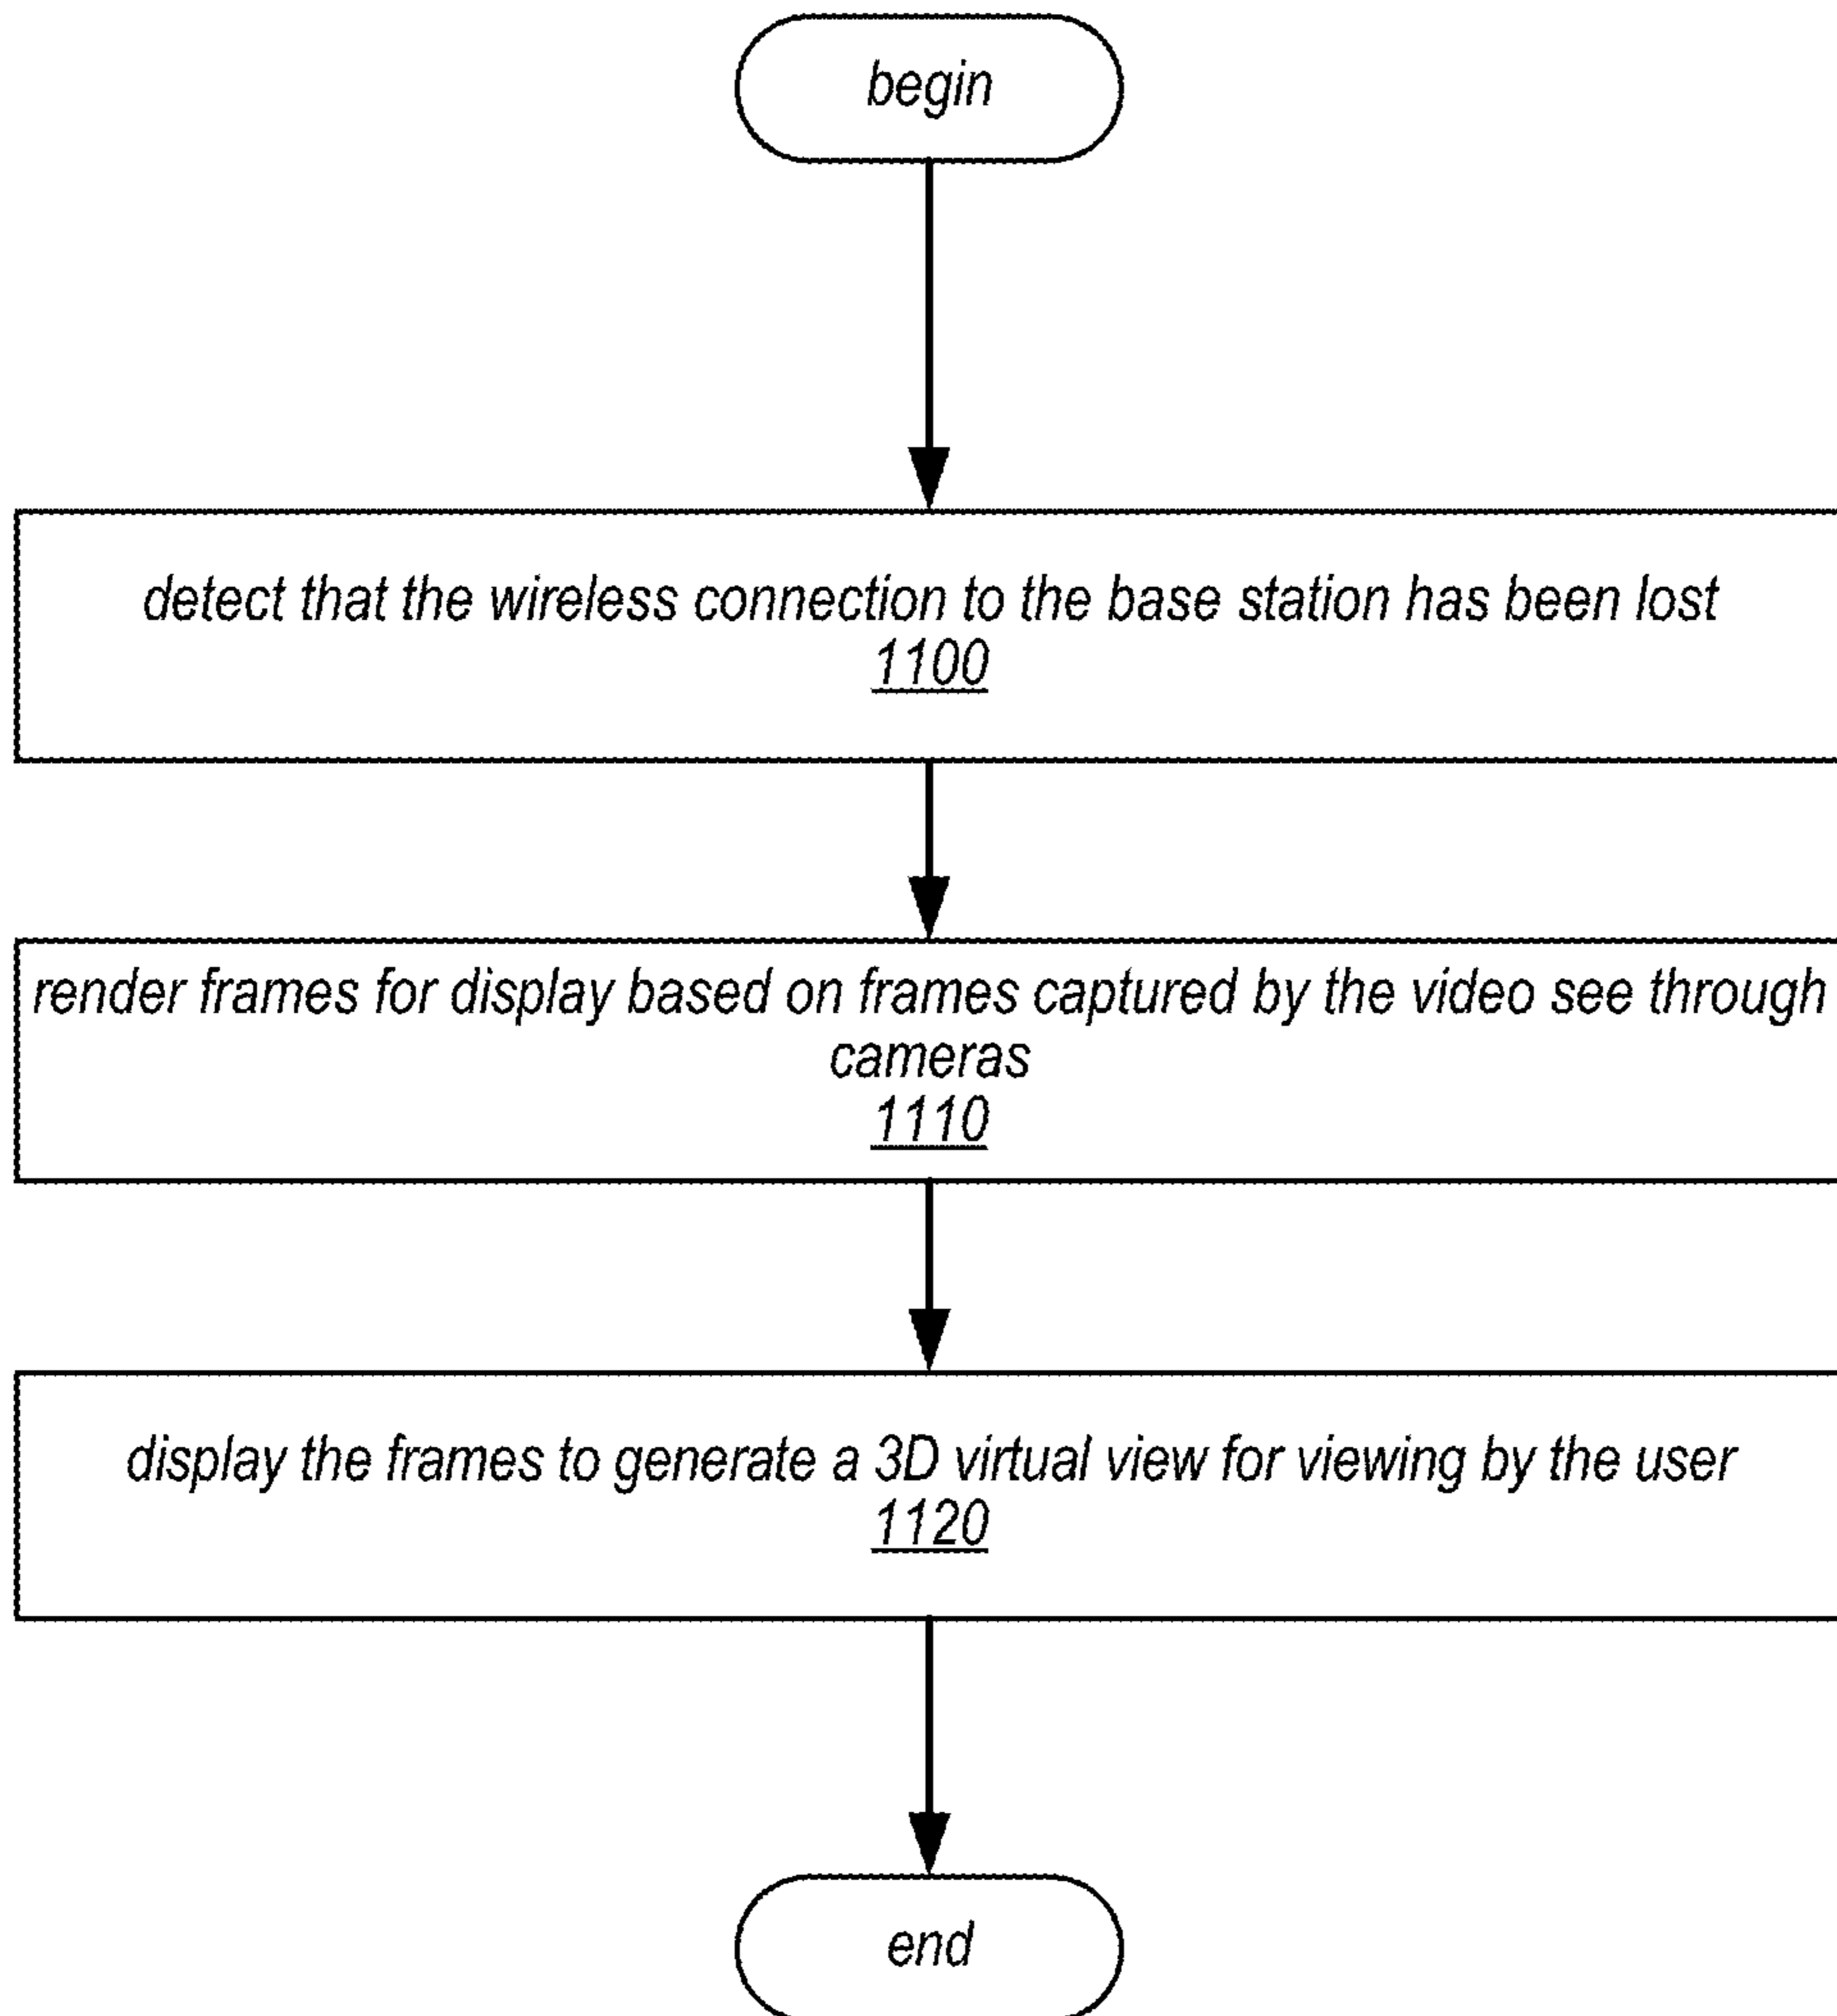 begin
detect that the wireless connection to the base station has been lost
1100
render frames for display based on frames captured by the video see through
cameras
1110
display the frames to generate a 3D virtual view for viewing by the user
1120
end